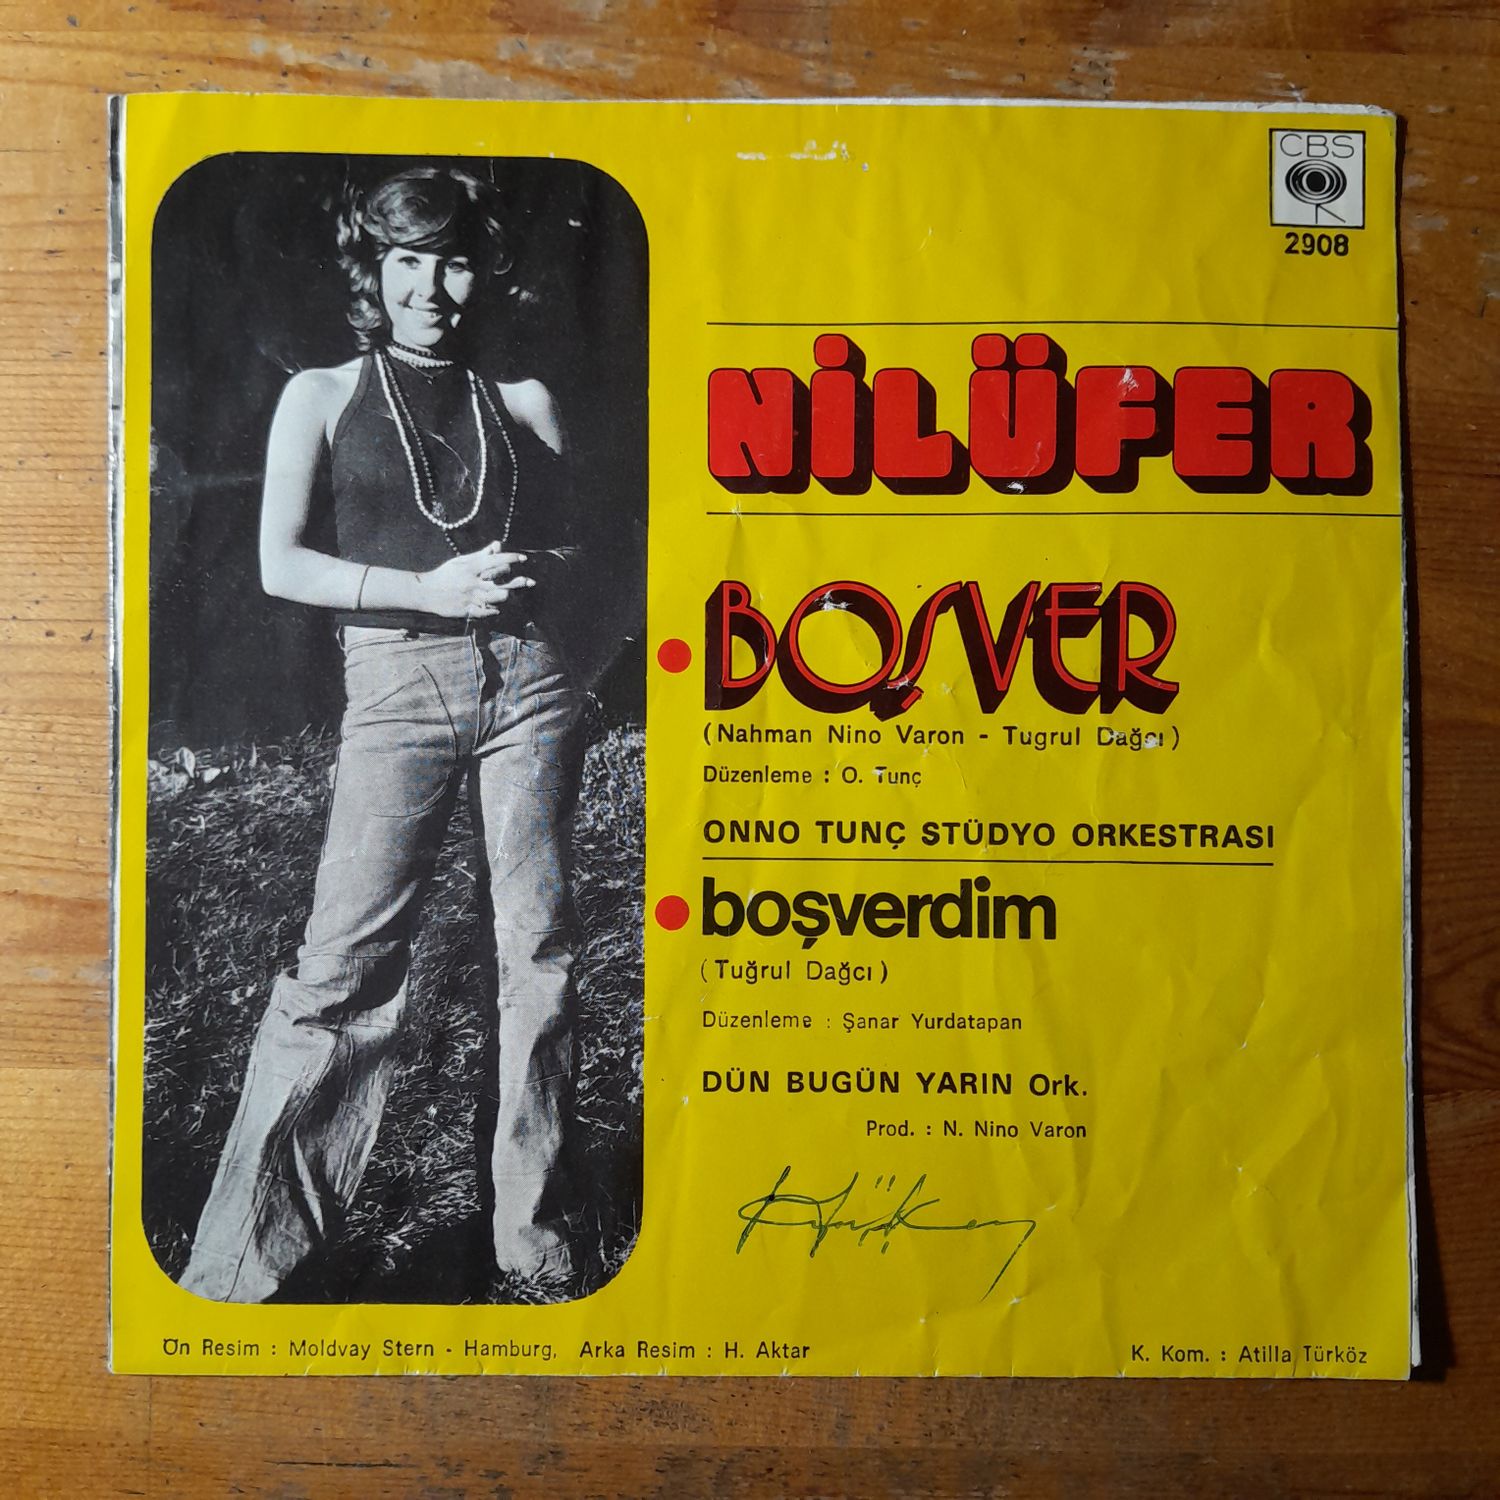 CBS
2908
NİLÜFER
BOŞVER
(Nahman Nino Varon - Tugrul Dağcı)
Düzenleme : O. Tunç
ONNO TUNÇ STÜDYO ORKESTRASI
boşverdim
(Tuğrul Dağcı)
Düzenleme : Şanar Yurdatapan
DÜN BUGÜN YARIN Ork.
Prod. : N. Nino Varon
Ön Resim : Moldvay Stern - Hamburg, Arka Resim : H. Aktar
K. Kom. : Atilla Türköz